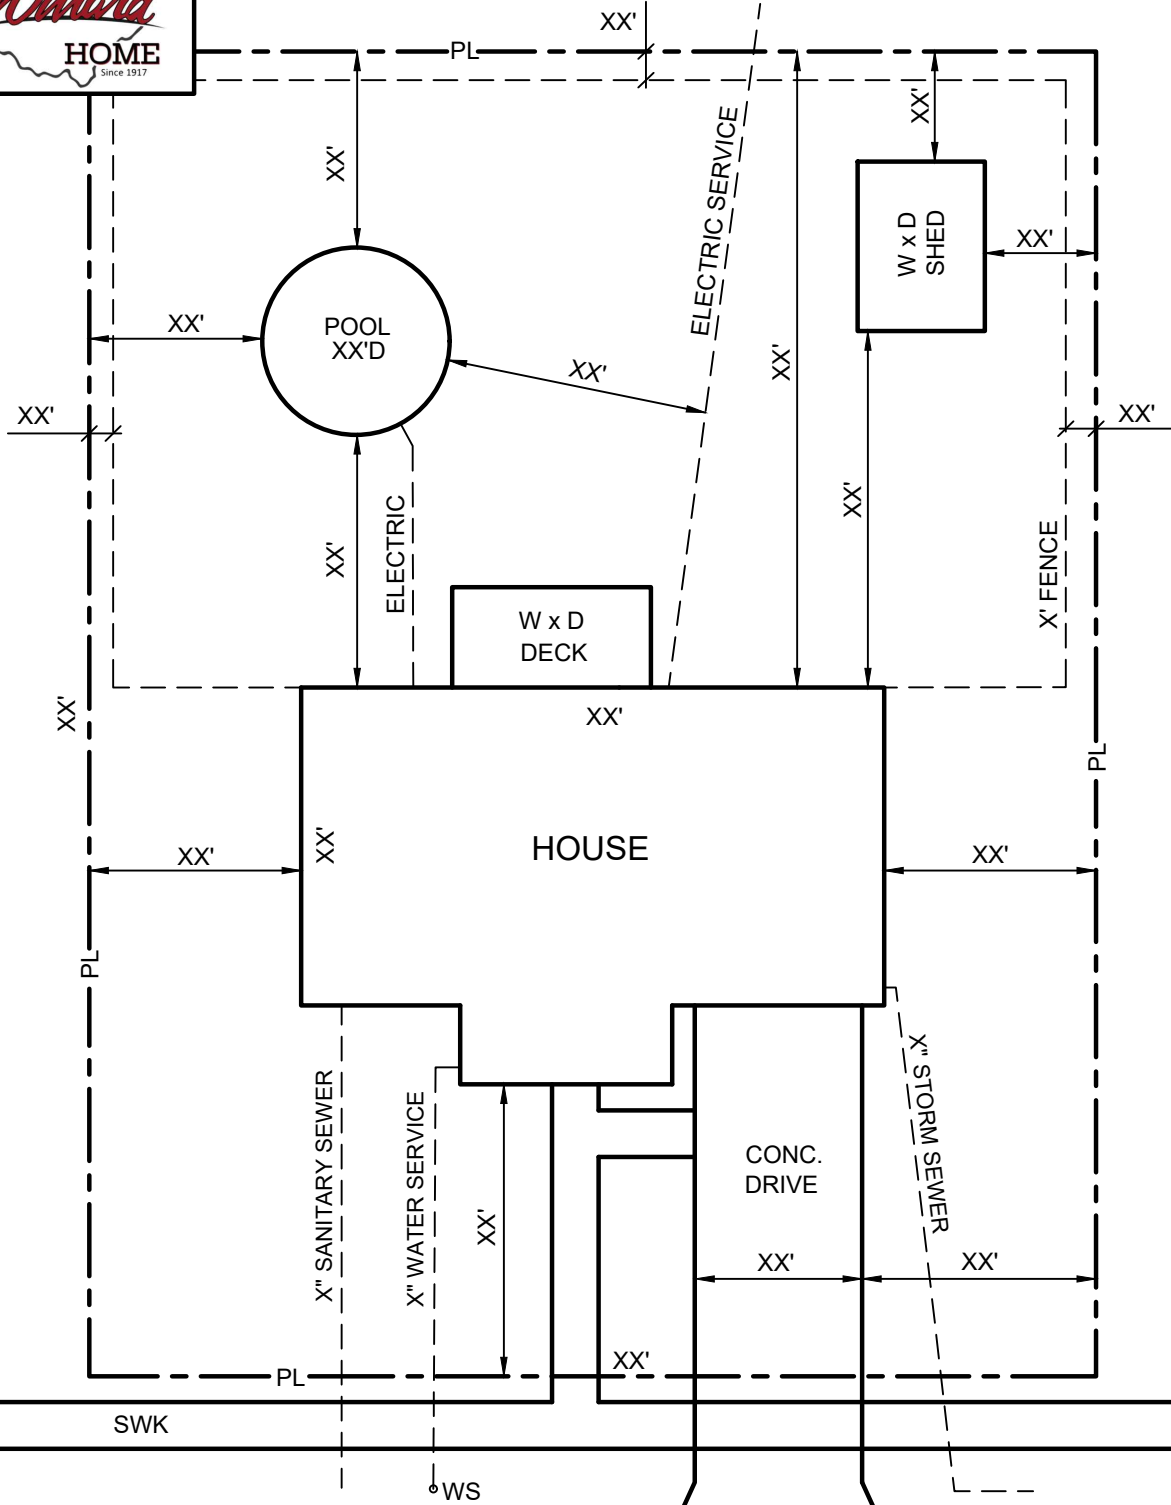 HOME
Since 1917
XX'
PL
XX'
XX'
ELECTRIC SERVICE
W x D
SHED
XX'
XX'
POOL
XX'D
XX'
XX'
XX'
XX'
XX'
XX'
ELECTRIC
XX'
X' FENCE
W x D
DECK
XX'
XX'
PL
XX'
HOUSE
XX'
XX'
PL
X" SANITARY SEWER
X" WATER SERVICE
XX'
CONC.
DRIVE
X" STORM SEWER
XX'
XX'
XX'
PL
SWK
WS